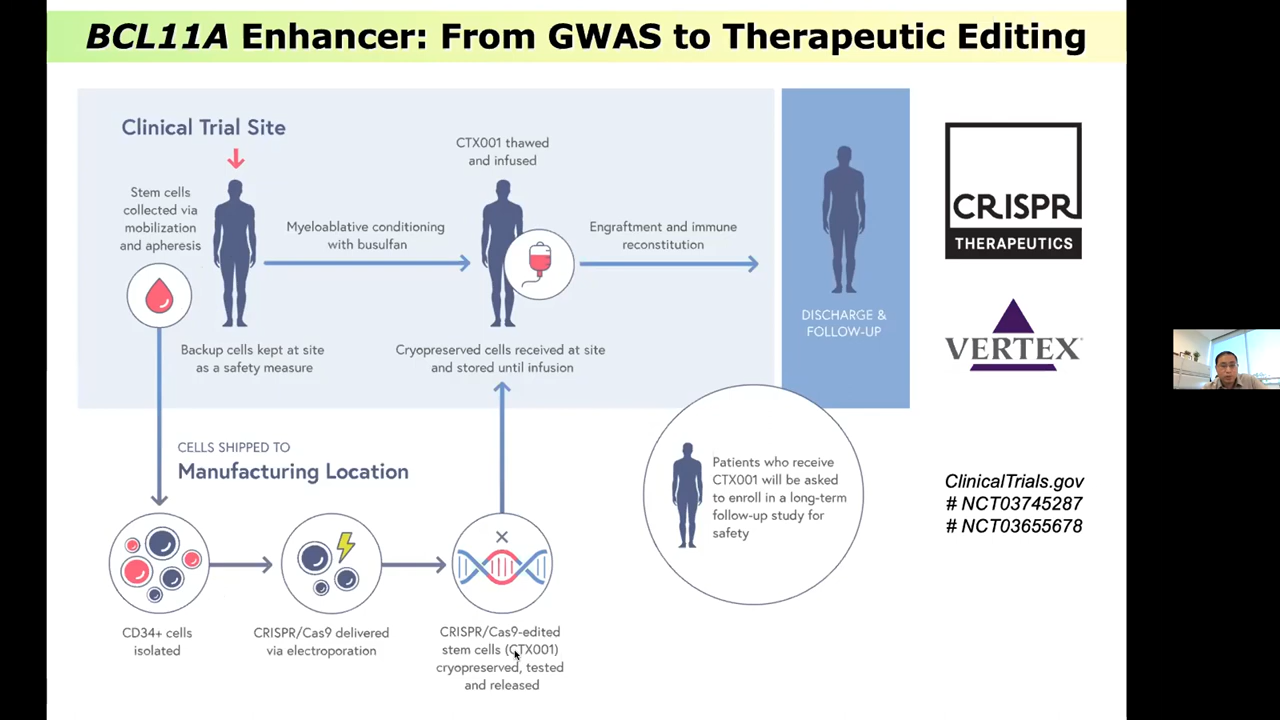 BCL11A Enhancer: From GWAS to Therapeutic Editing
Clinical Trial Site
Stem cells
collected via
mobilization
and apheresis
Myeloablative conditioning
with busulfan
CTX001 thawed
and infused
Engraftment and immune
reconstitution
DISCHARGE &
FOLLOW-UP
Backup cells kept at site
as a safety measure
Cryopreserved cells received at site
and stored until infusion
CELLS SHIPPED TO
Manufacturing Location
CD34+ cells
isolated
CRISPR/Cas9 delivered
via electroporation
CRISPR/Cas9-edited
stem cells (CTX001)
cryopreserved, tested
and released
Patients who receive
CTX001 will be asked
to enroll in a long-term
follow-up study for
safety
CRISPR
THERAPEUTICS
VERTEX
ClinicalTrials.gov
# NCT03745287
# NCT03655678